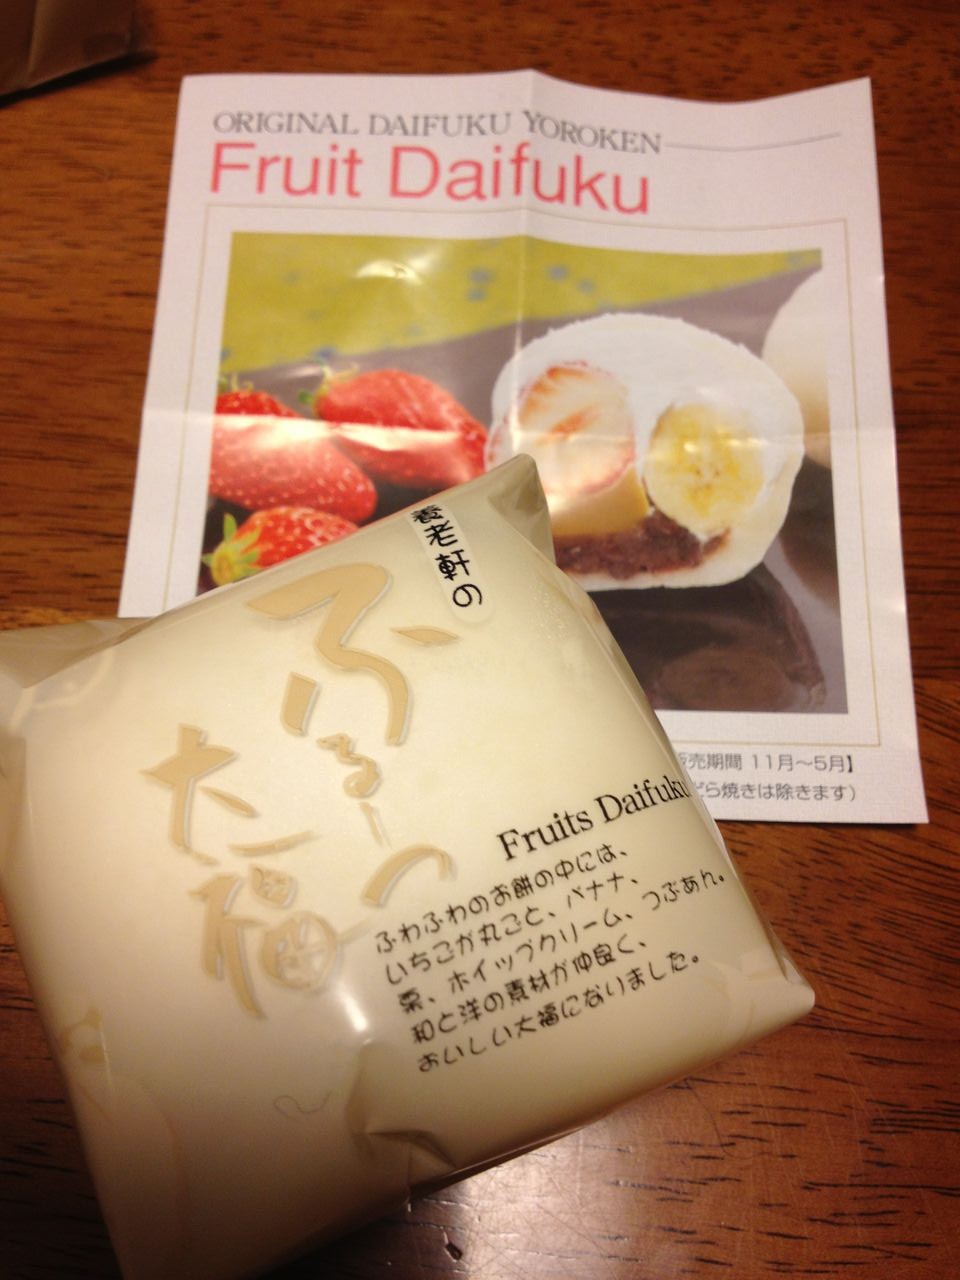 ORIGINAL DAIFUKU YOROKEN
Fruit Daifuku
売期間 11月〜5月】
ら焼きは除きます）
養老軒の
ふるーつ
大福
Fruits Daifuku
ふわふわのお餅の中には、
いちごが丸ごと、バナナ、
栗、ホイップクリーム、つぶあん。
和と洋の素材が仲良く、
おいしい大福になりました。